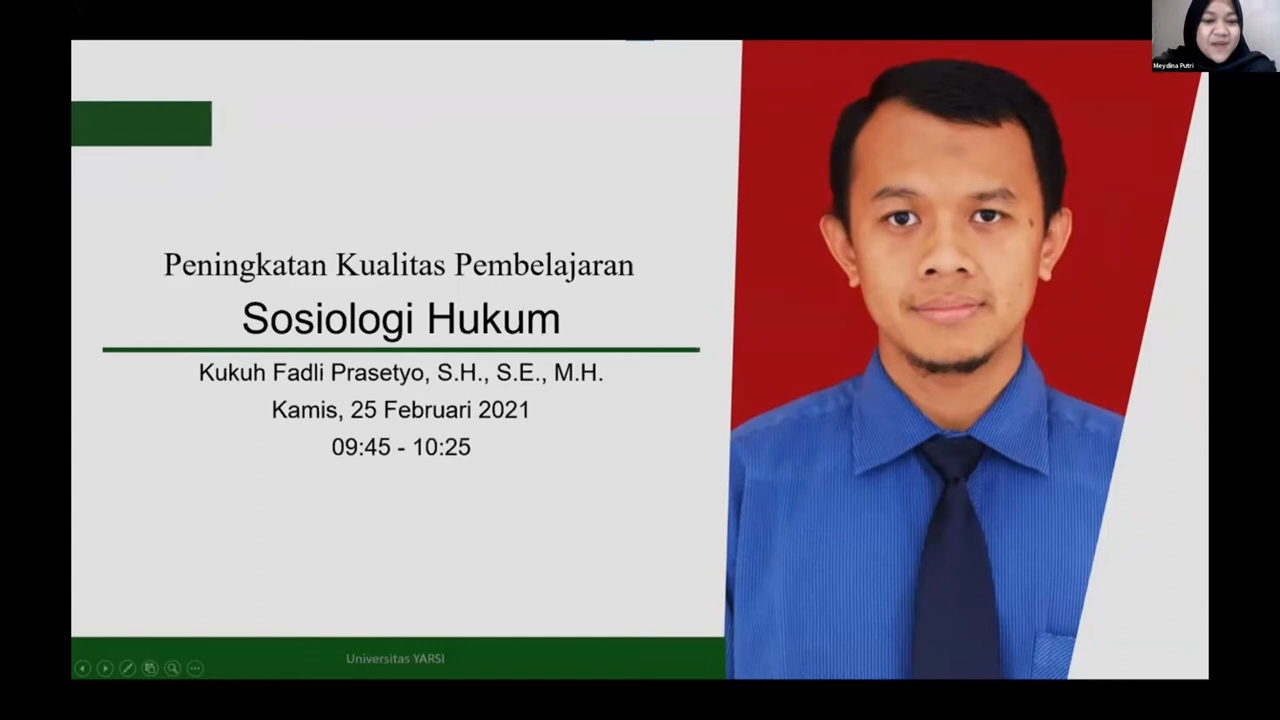 Meydina Putri
Peningkatan Kualitas Pembelajaran
Sosiologi Hukum
Kukuh Fadli Prasetyo, S.H., S.E., M.H.
Kamis, 25 Februari 2021
09:45 - 10:25
Universitas YARSI